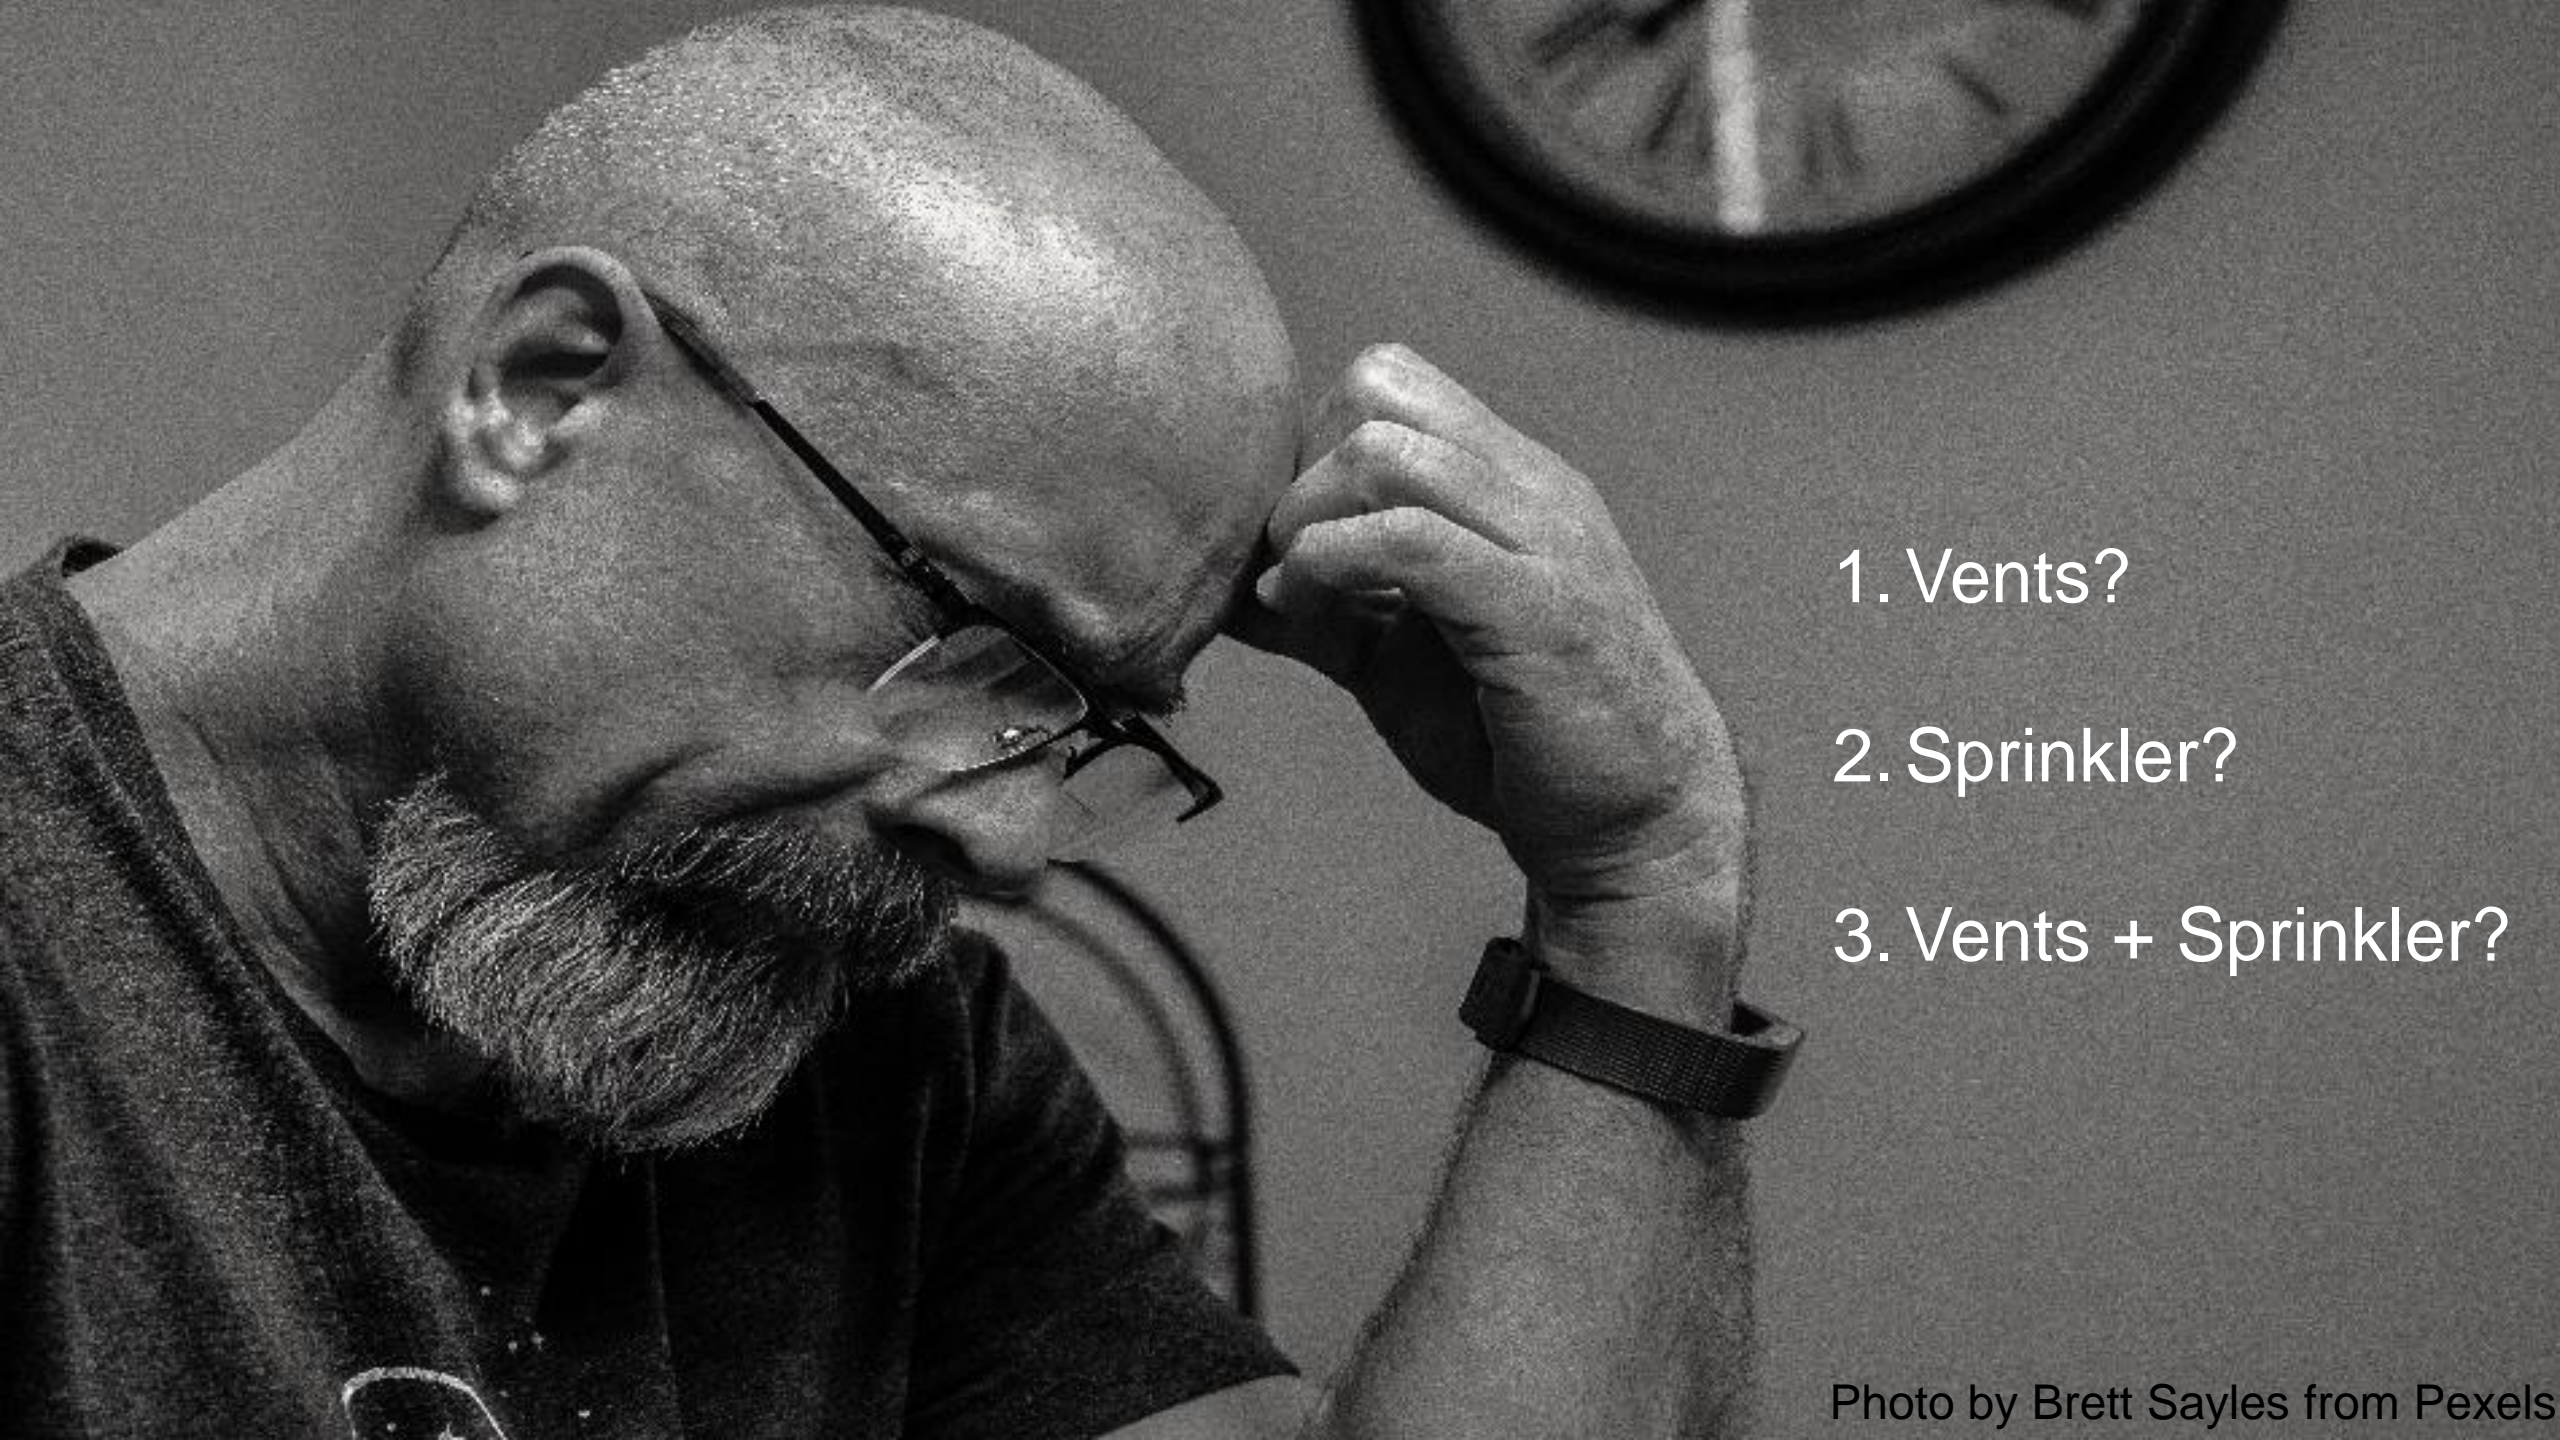 1. Vents?
2. Sprinkler?
3. Vents + Sprinkler?
Photo by Brett Sayles from Pexels